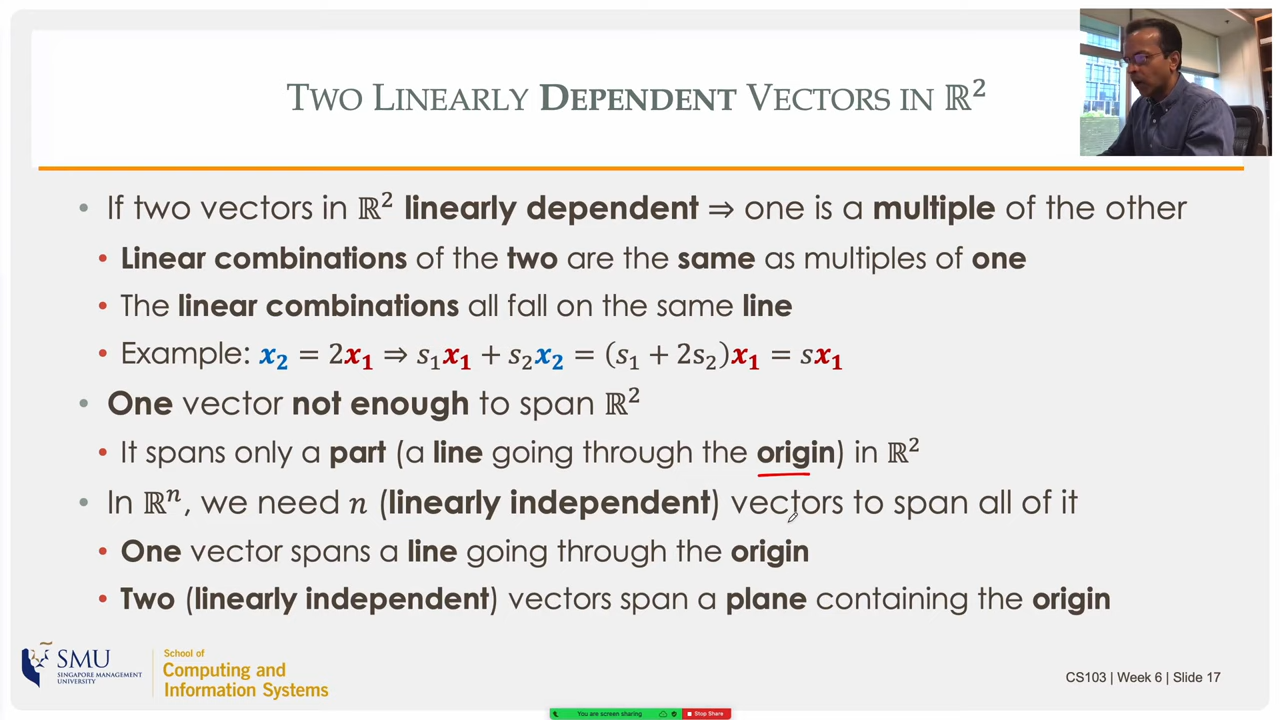 TWO LINEARLY DEPENDENT VECTORS IN ℝ²
• If two vectors in ℝ² linearly dependent ⇒ one is a multiple of the other
• Linear combinations of the two are the same as multiples of one
• The linear combinations all fall on the same line
• Example: x₂ = 2x₁ ⇒ s₁x₁ + s₂x₂ = (s₁ + 2s₂)x₁ = sx₁
• One vector not enough to span ℝ²
• It spans only a part (a line going through the origin) in ℝ²
• In ℝⁿ, we need n (linearly independent) vectors to span all of it
• One vector spans a line going through the origin
• Two (linearly independent) vectors span a plane containing the origin
SMU
SINGAPORE MANAGEMENT
UNIVERSITY
School of
Computing and
Information Systems
CS103 | Week 6 | Slide 17
You are screen sharing
Stop Share